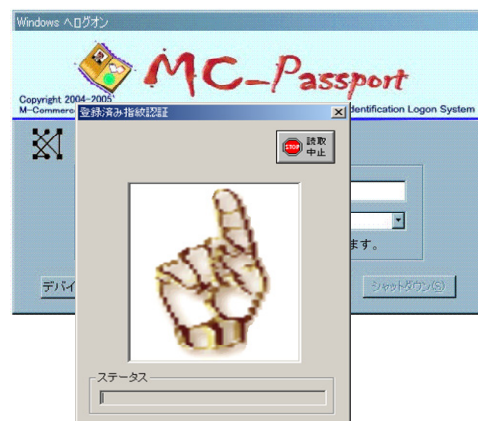 Windows へログオン
MC-Passport
Copyright 2004-2005
M-Comme
dentification Logon System
登録済み指紋認証
STOP
読取
中止
ます。
デバイ
シャットダウン(S)
ステータス